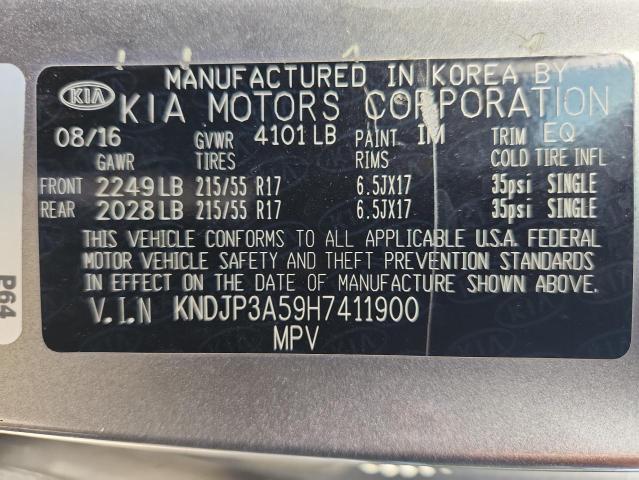 MANUFACTURED IN KOREA BY
KIA KIA MOTORS CORPORATION
08/16 GVWR 4101 LB PAINT IM TRIM EQ
GAWR TIRES RIMS COLD TIRE INFL
FRONT 2249 LB 215/55 R17 6.5JX17 35psi SINGLE
REAR 2028 LB 215/55 R17 6.5JX17 35psi SINGLE
THIS VEHICLE CONFORMS TO ALL APPLICABLE U.S.A. FEDERAL
MOTOR VEHICLE SAFETY AND THEFT PREVENTION STANDARDS
IN EFFECT ON THE DATE OF MANUFACTURE SHOWN ABOVE.
V.I.N KNDJP3A59H7411900
MPV
P64